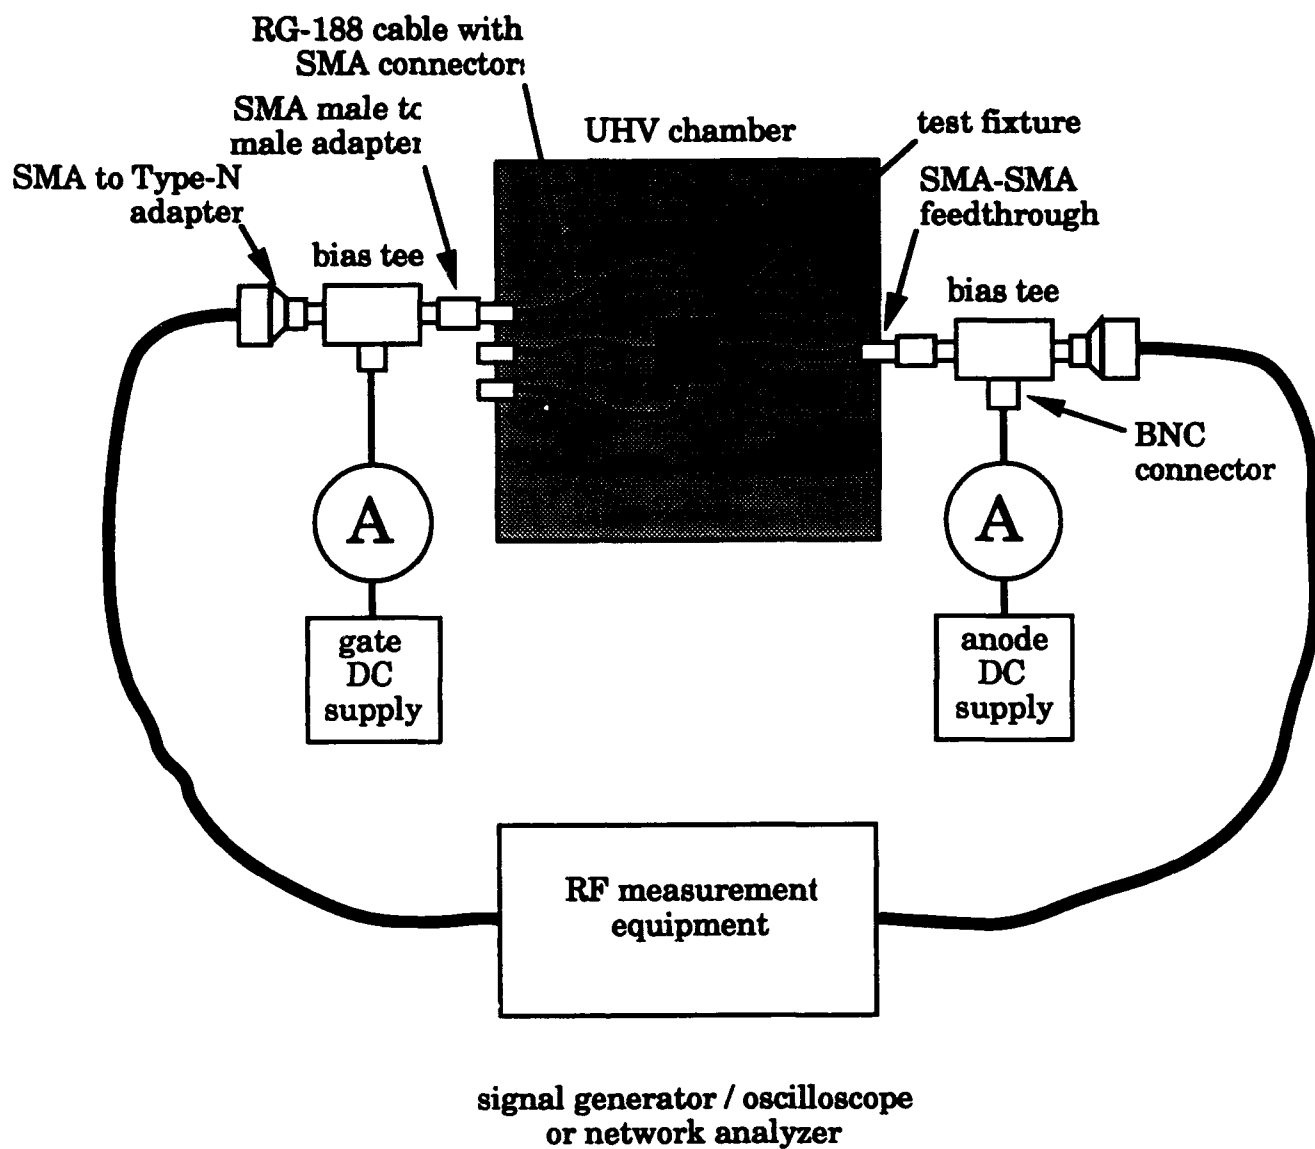 RG-188 cable with
SMA connectors
SMA male to
male adapter
UHV chamber
test fixture
SMA to Type-N
adapter
SMA-SMA
feedthrough
bias tee
bias tee
BNC
connector
A
A
gate
DC
supply
anode
DC
supply
RF measurement
equipment
signal generator / oscilloscope
or network analyzer